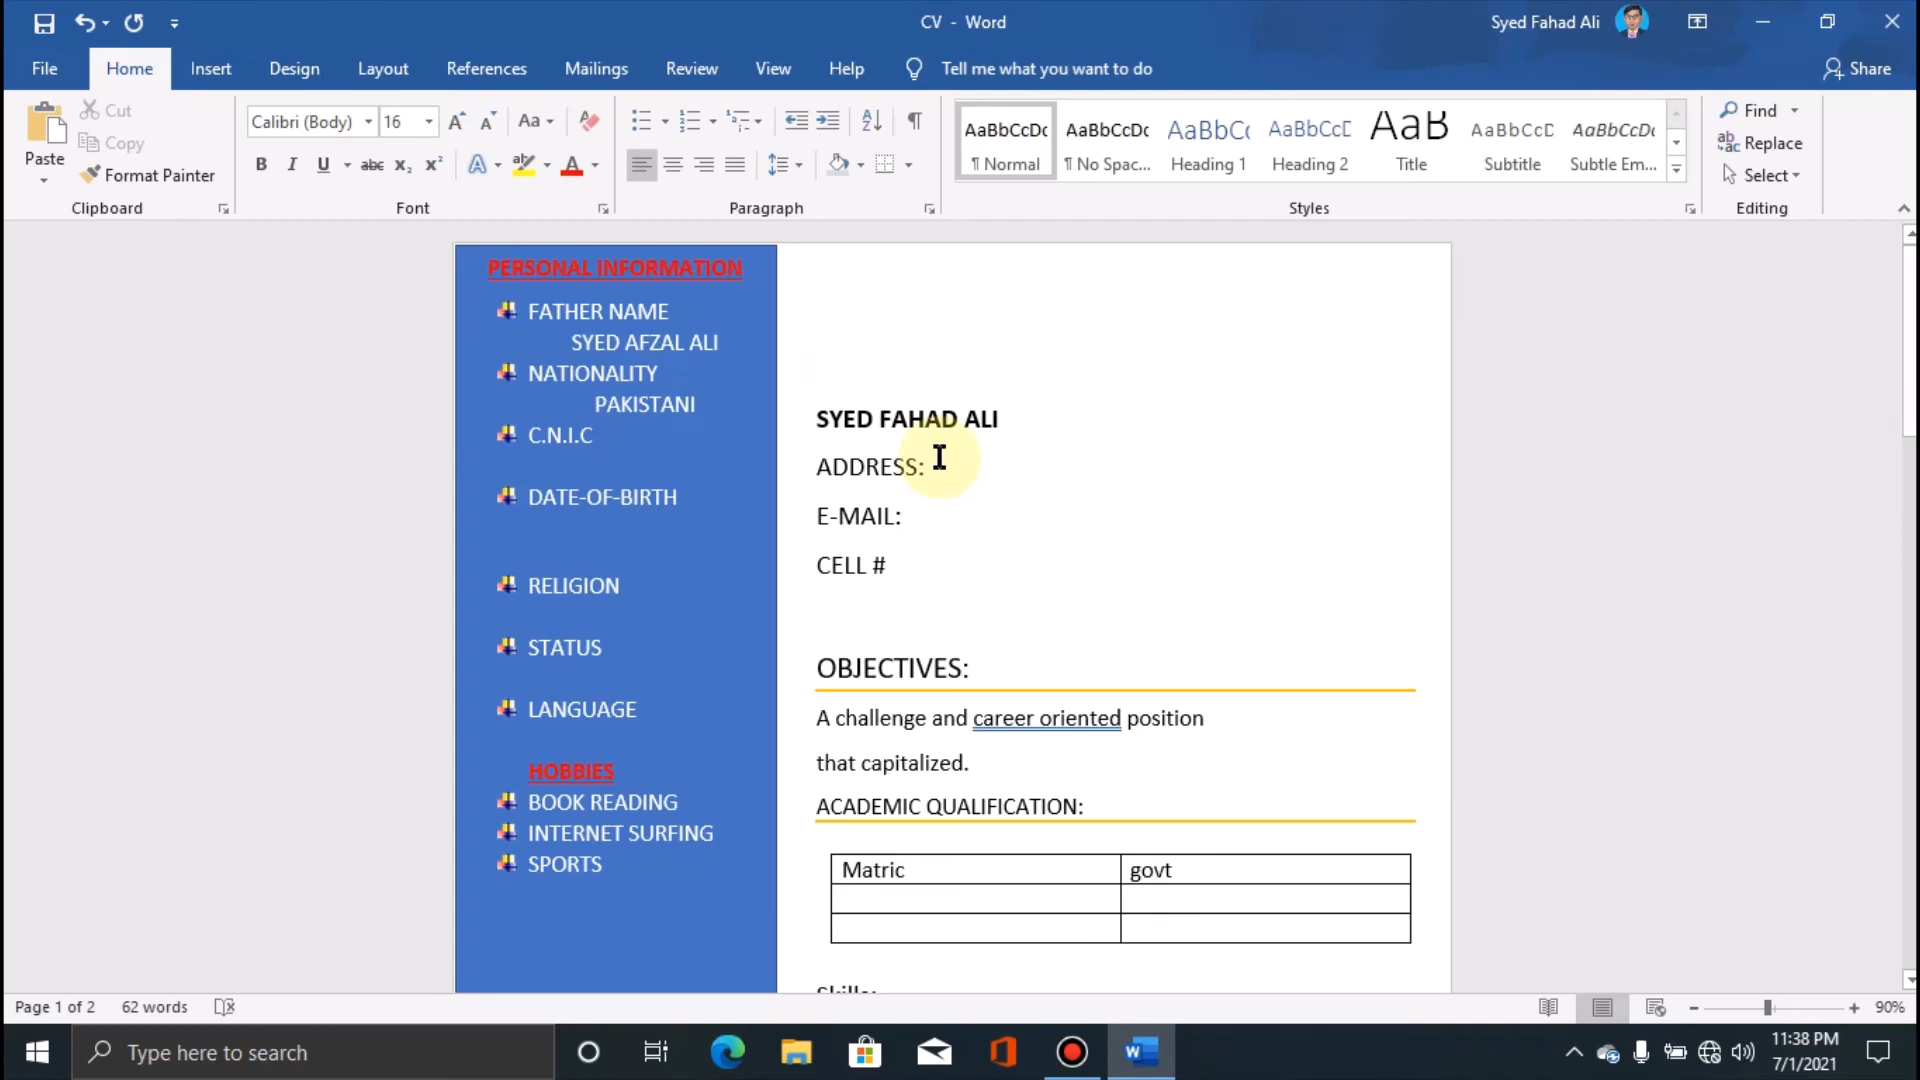 CV - Word
Syed Fahad Ali
File Home Insert Design Layout References Mailings Review View Help Tell me what you want to do Share
Paste
Cut
Copy
Format Painter
Clipboard
Calibri (Body) 16
Aa
B I U abc x₂ x² A A
Font
Paragraph
AaBbCcDc AaBbCcDc AaBbCc AaBbCcD AaB AaBbCcD AaBbCcDc
¶ Normal ¶ No Spac... Heading 1 Heading 2 Title Subtitle Subtle Em...
Styles
Find
Replace
Select
Editing
PERSONAL INFORMATION
FATHER NAME
SYED AFZAL ALI
NATIONALITY
PAKISTANI
C.N.I.C
DATE-OF-BIRTH
RELIGION
STATUS
LANGUAGE
HOBBIES
BOOK READING
INTERNET SURFING
SPORTS
SYED FAHAD ALI
ADDRESS:
E-MAIL:
CELL #
OBJECTIVES:
A challenge and career oriented position
that capitalized.
ACADEMIC QUALIFICATION:
Matric govt
Skills:
Page 1 of 2 62 words 90%
Type here to search
11:38 PM
7/1/2021